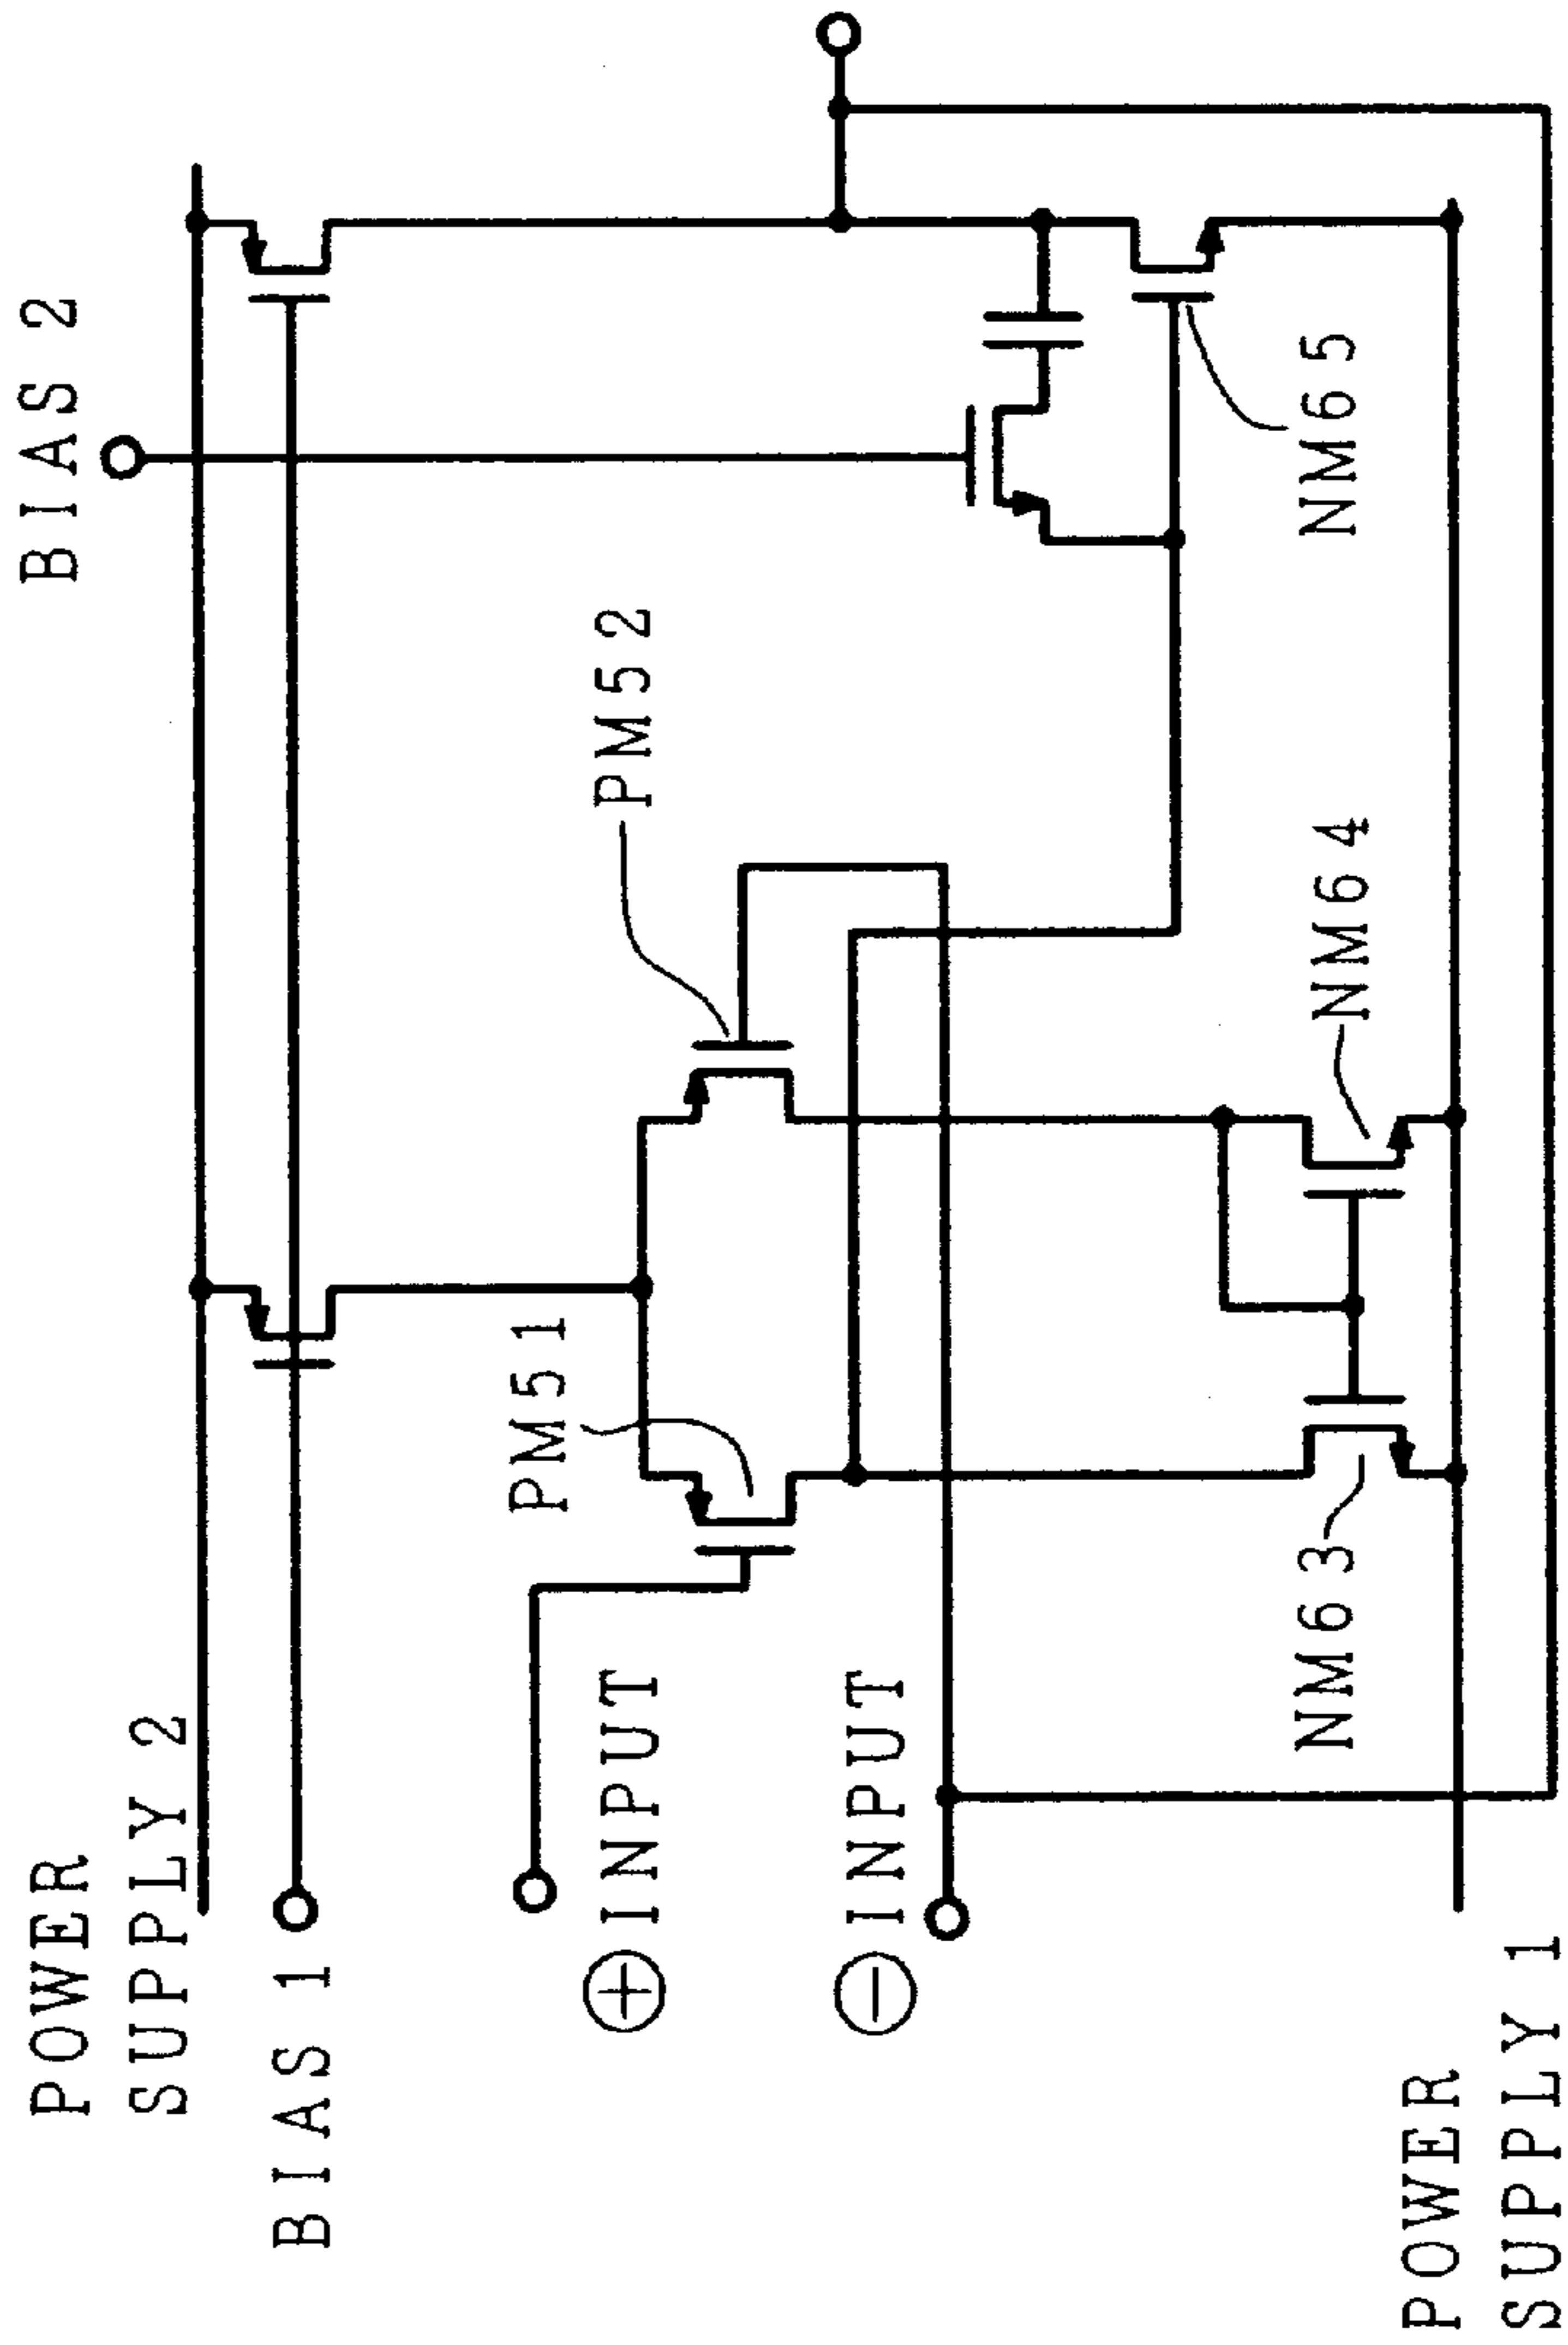 POWER
SUPPLY 2
BIAS 2
BIAS 1
PM52
PM51
⊕ INPUT
⊖ INPUT
NM65
NM64
NM63
POWER
SUPPLY 1